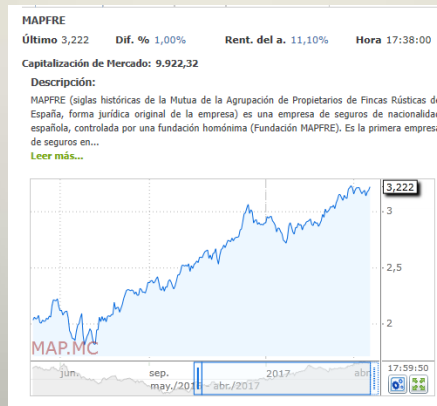 MAPFRE
Último 3,222 Dif. % 1,00% Rent. del a. 11,10% Hora 17:38:00
Capitalización de Mercado: 9.922,32
Descripción:
MAPFRE (siglas históricas de la Mutua de la Agrupación de Propietarios de Fincas Rústicas de
España, forma jurídica original de la empresa) es una empresa de seguros de nacionalidad
española, controlada por una fundación homónima (Fundación MAPFRE). Es la primera empresa
de seguros en...
Leer más...
3,222
3
2,5
2
MAP.MC
jun. sep. 2017 abr.
may./201 abr./2017
17:59:50